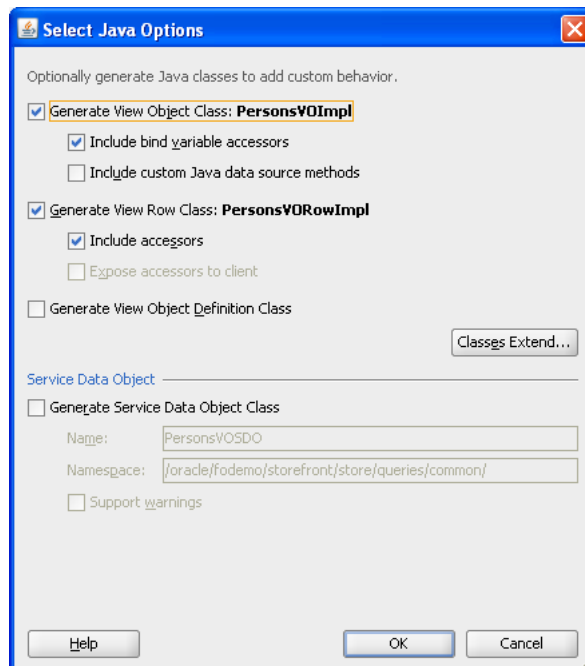 Select Java Options
Optionally generate Java classes to add custom behavior.
Generate View Object Class: PersonsVOImpl
Include bind variable accessors
Include custom Java data source methods
Generate View Row Class: PersonsVORowImpl
Include accessors
Expose accessors to client
Generate View Object Definition Class
Classes Extend...
Service Data Object
Generate Service Data Object Class
Name: PersonsVOSDO
Namespace: /oracle/fodemo/storefront/store/queries/common/
Support warnings
Help OK Cancel